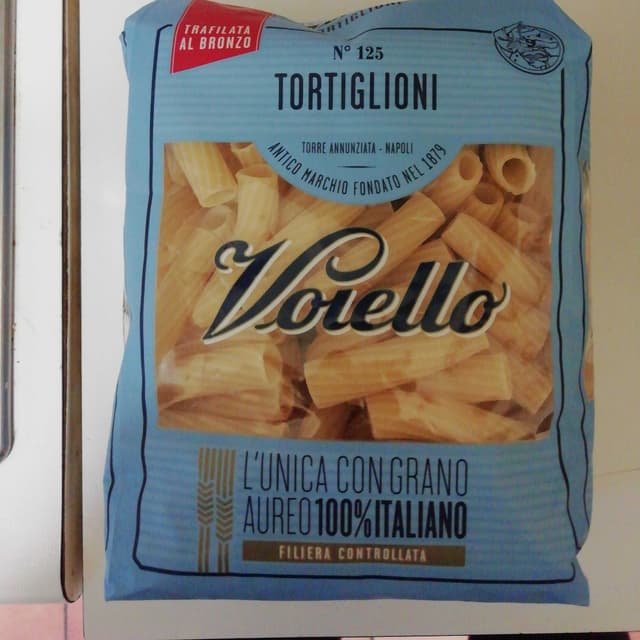 TORTIGLIONI
TRAFILATA
AL BRONZO
N° 125
TORTIGLIONI
TORRE ANNUNZIATA - NAPOLI
ANTICO MARCHIO FONDATO NEL 1879
Voiello
L'UNICA CON GRANO
AUREO 100% ITALIANO
FILIERA CONTROLLATA